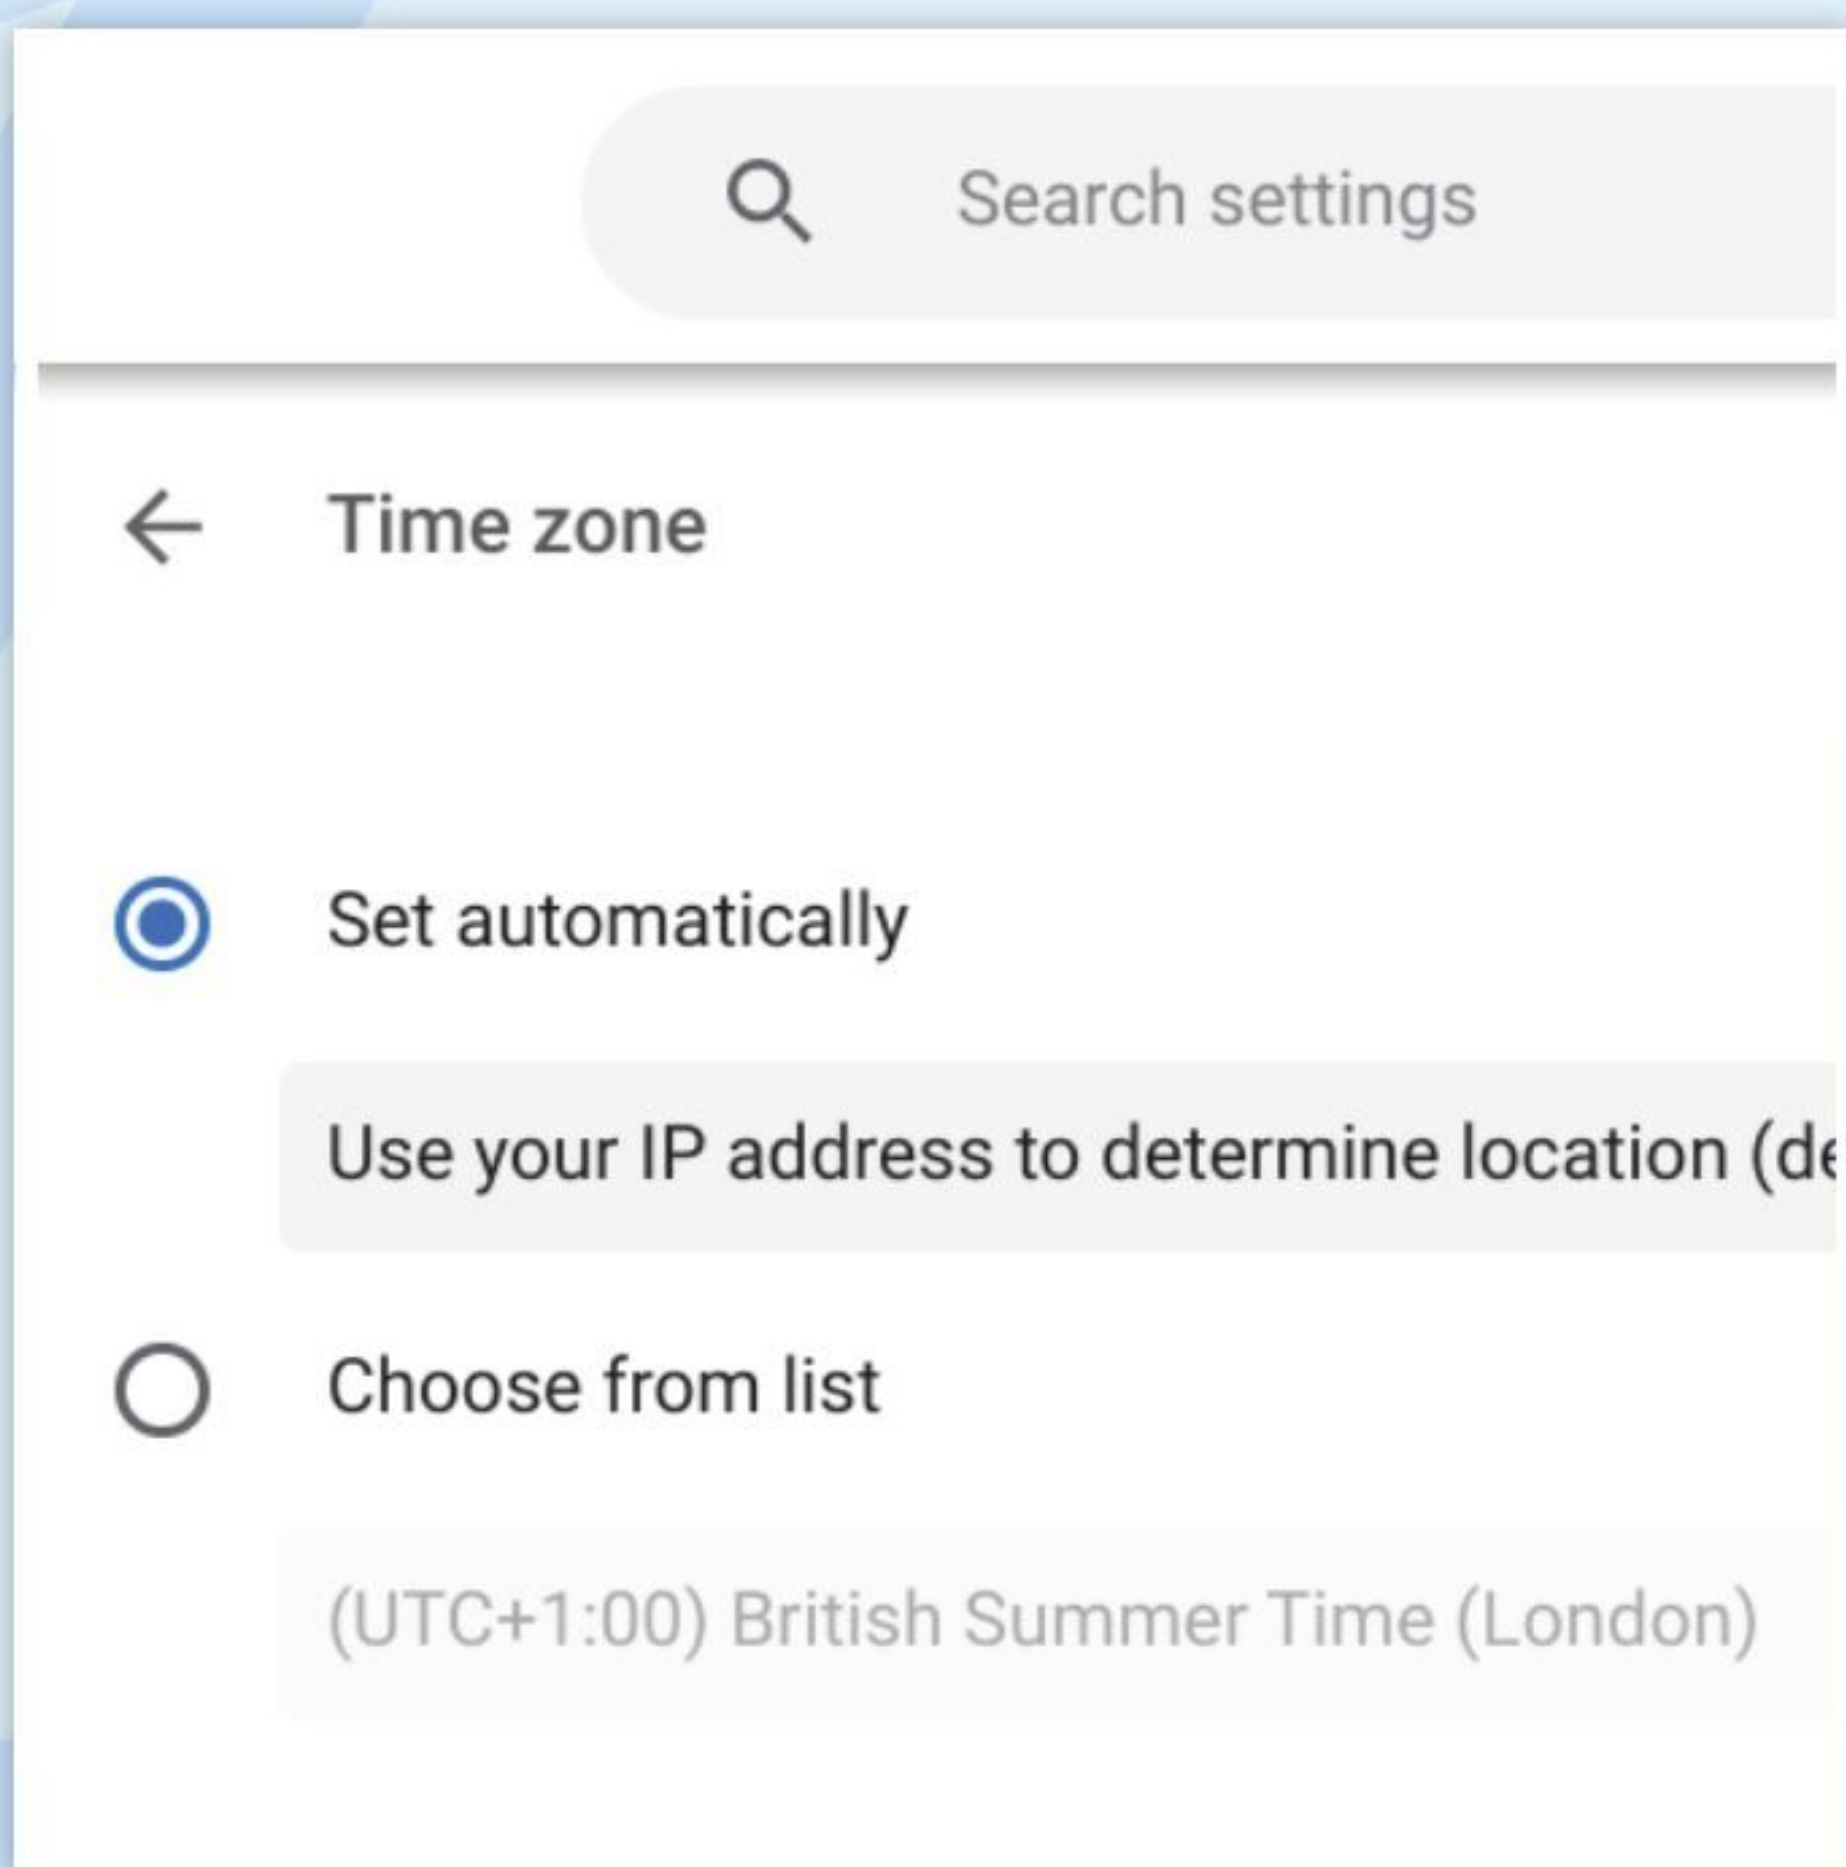 Search settings
Time zone
Set automatically
Use your IP address to determine location (de
Choose from list
(UTC+1:00) British Summer Time (London)